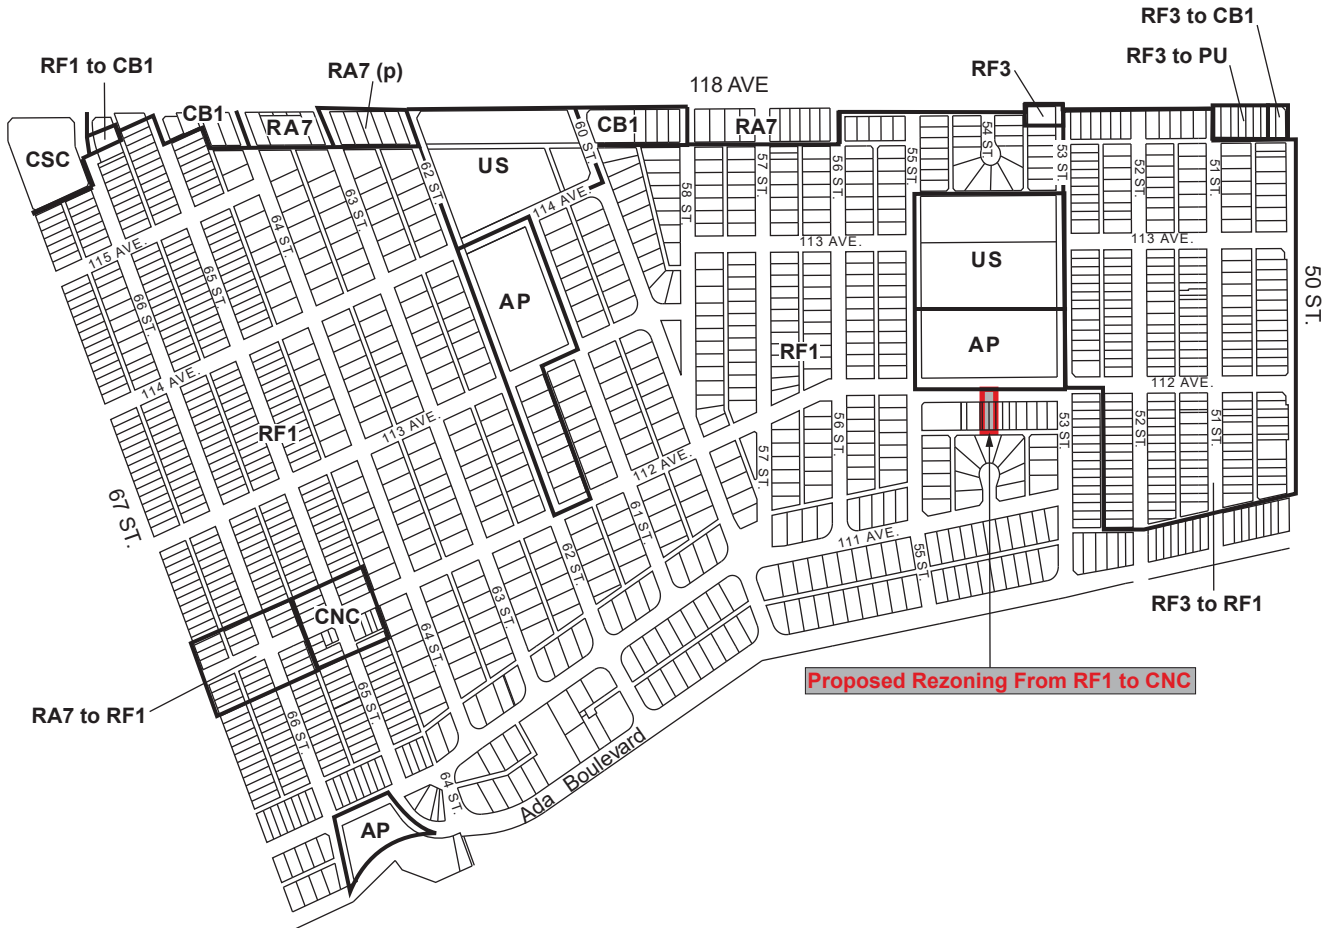 RF3 to CB1
RF1 to CB1
RA7 (p)
RF3
RF3 to PU
118 AVE
CB1
RA7
CB1
RA7
CSC
US
60 ST.
62 ST.
63 ST.
64 ST.
65 ST.
66 ST.
58 ST.
57 ST.
56 ST.
55 ST.
54 ST.
53 ST.
52 ST.
51 ST.
114 AVE.
115 AVE.
113 AVE.
113 AVE.
US
50 ST.
AP
AP
RF1
114 AVE.
112 AVE.
RF1
113 AVE.
112 AVE.
57 ST.
56 ST.
53 ST.
52 ST.
51 ST.
67 ST.
61 ST.
62 ST.
63 ST.
64 ST.
111 AVE.
55 ST.
CNC
RF3 to RF1
Proposed Rezoning From RF1 to CNC
RA7 to RF1
65 ST.
66 ST.
64 ST.
Ada Boulevard
AP